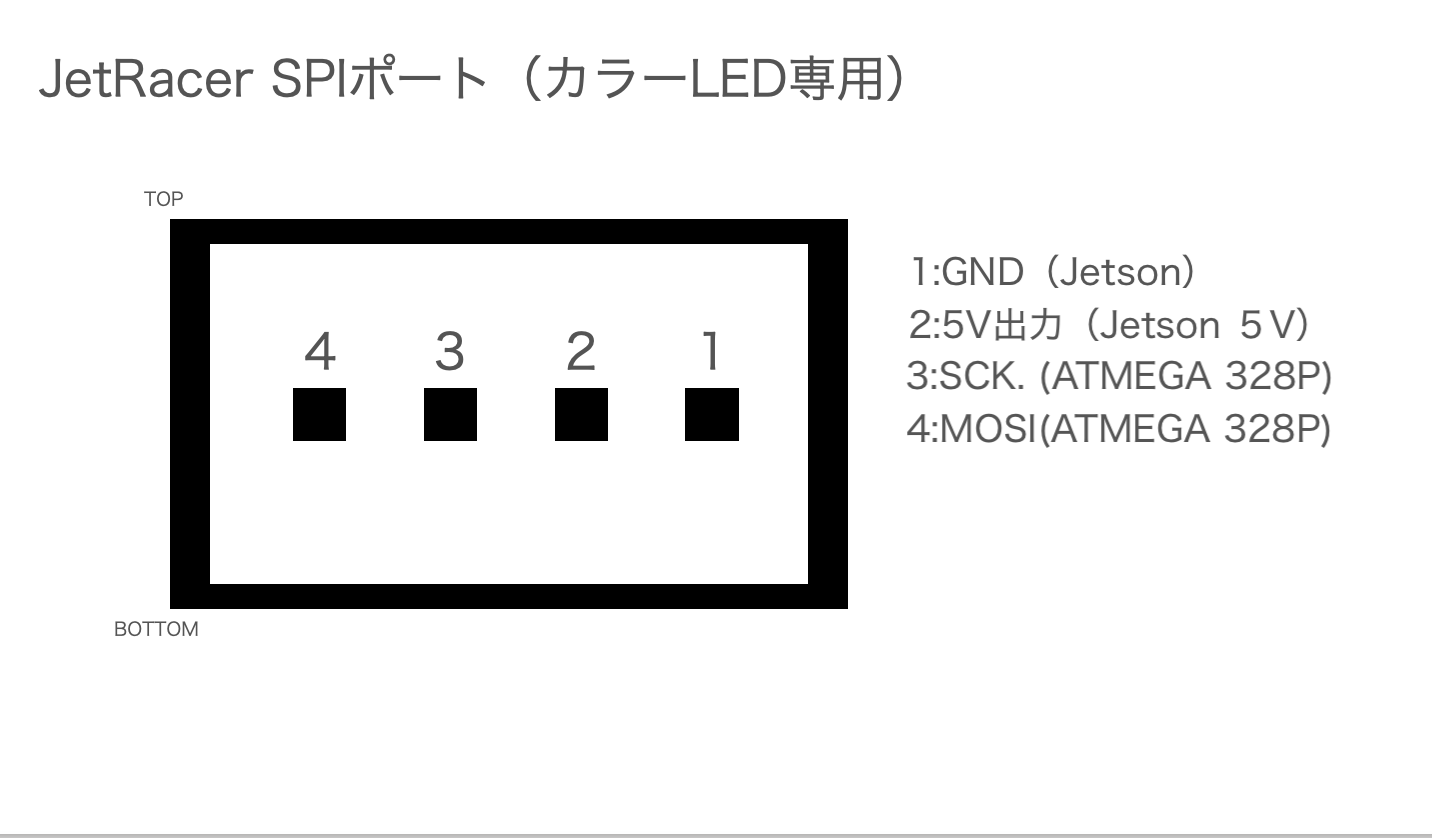 JetRacer SPIポート（カラーLED専用）
TOP
4 3 2 1
1:GND（Jetson）
2:5V出力（Jetson ５V）
3:SCK. (ATMEGA 328P)
4:MOSI(ATMEGA 328P)
BOTTOM